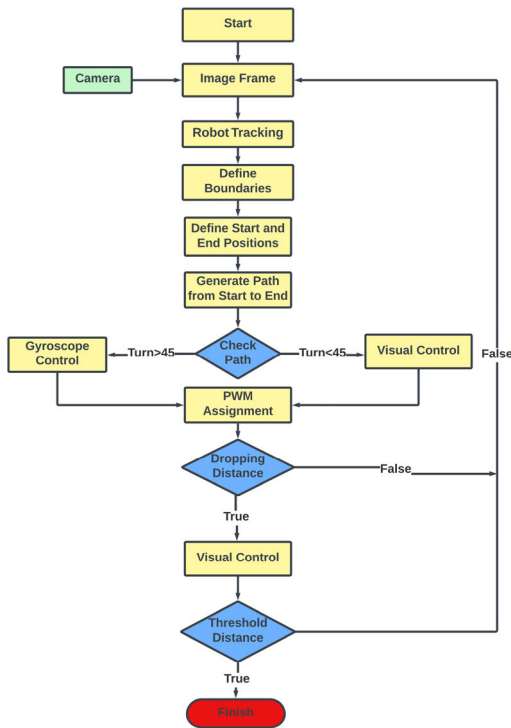 Start
Camera
Image Frame
Robot Tracking
Define
Boundaries
Define Start and
End Positions
Generate Path
from Start to End
Gyroscope
Control
Turn>45
Check
Path
Turn<45
Visual Control
False
PWM
Assignment
Dropping
Distance
False
True
Visual Control
Threshold
Distance
True
Finish